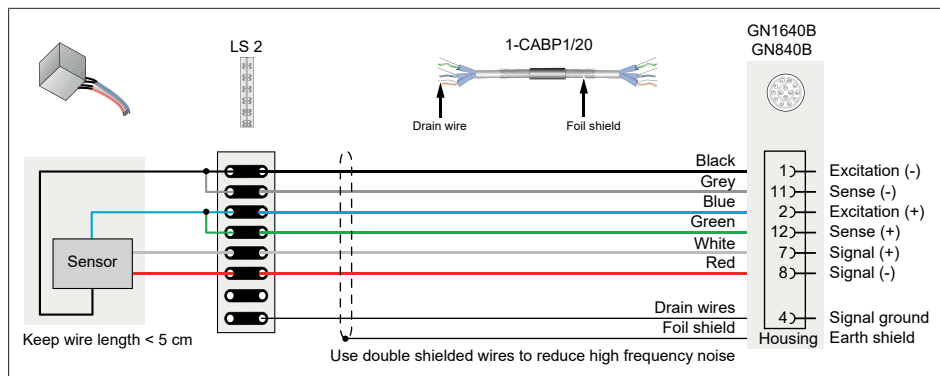 GN1640B
GN840B
LS 2
1-CABP1/20
Drain wire
Foil shield
Black
1
Excitation (-)
Grey
11
Sense (-)
Blue
2
Excitation (+)
Green
12
Sense (+)
White
7
Signal (+)
Red
8
Signal (-)
Sensor
Drain wires
4
Signal ground
Foil shield
Housing
Earth shield
Keep wire length < 5 cm
Use double shielded wires to reduce high frequency noise